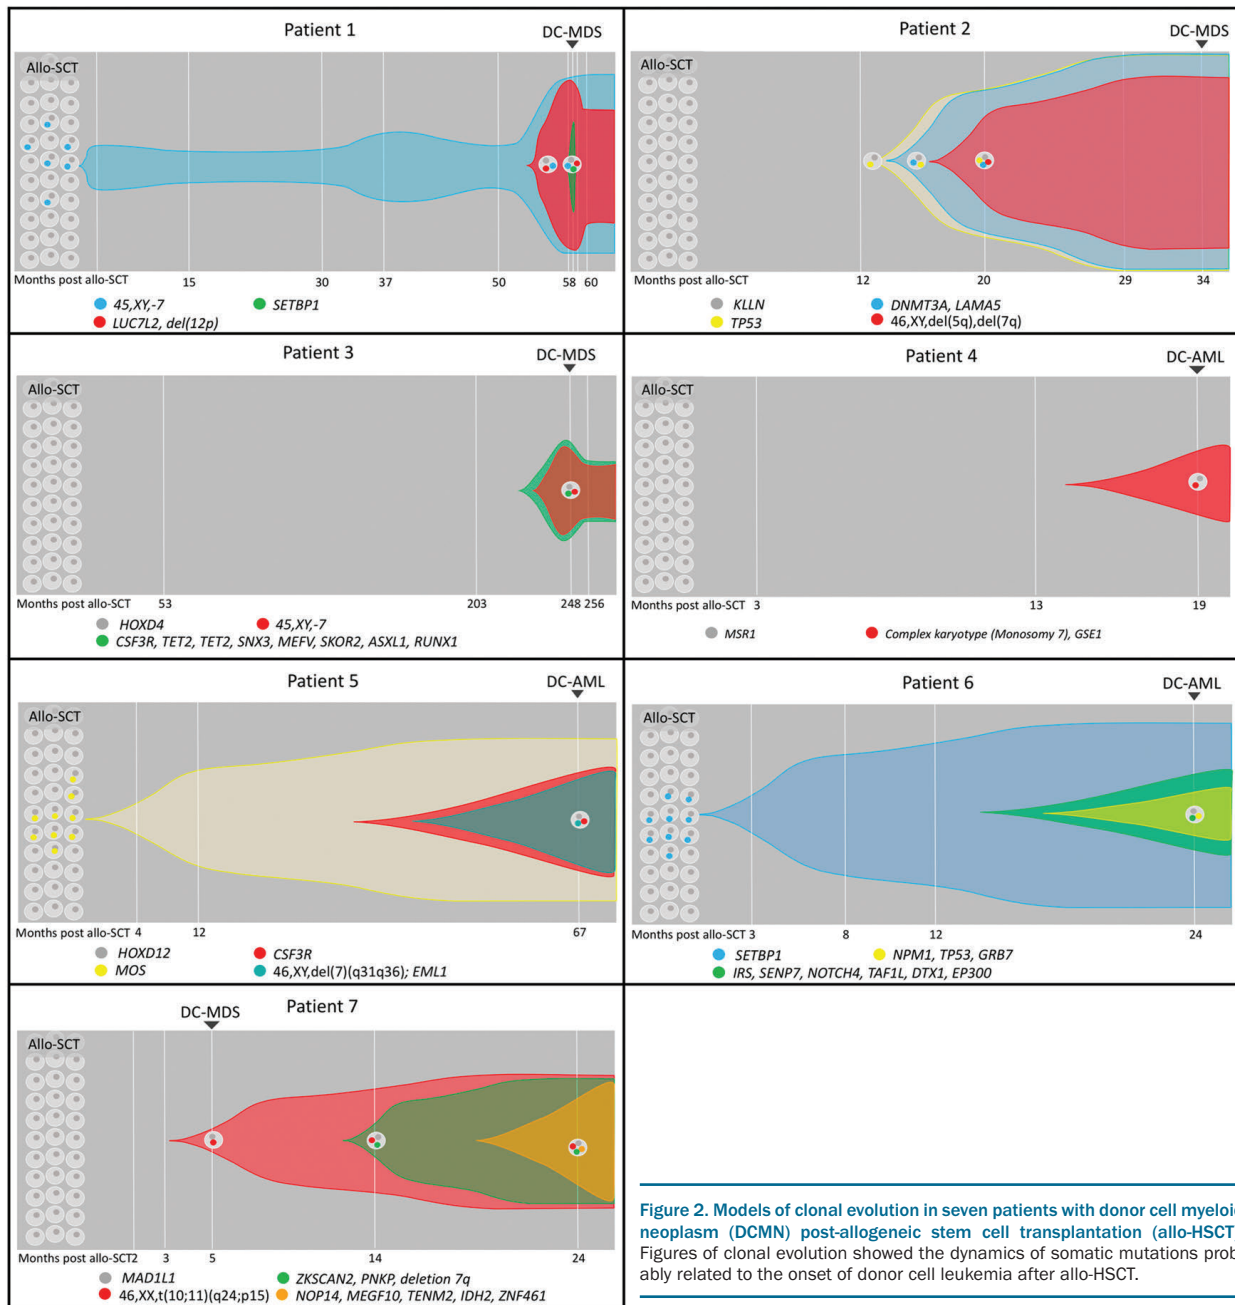 Patient 1
DC-MDS
Allo-SCT
Months post allo-SCT 15 30 37 50 58 60
45,XY,-7
SETBP1
LUC7L2, del(12p)
Patient 2
DC-MDS
Allo-SCT
Months post allo-SCT 12 20 29 34
KLLN
DNMT3A, LAMA5
TP53
46,XY,del(5q),del(7q)
Patient 3
DC-MDS
Allo-SCT
Months post allo-SCT 53 203 248 256
HOXD4
45,XY,-7
CSF3R, TET2, TET2, SNX3, MEFV, SKOR2, ASXL1, RUNX1
Patient 4
DC-AML
Allo-SCT
Months post allo-SCT 3 13 19
MSR1
Complex karyotype (Monosomy 7), GSE1
Patient 5
DC-AML
Allo-SCT
Months post allo-SCT 4 12 67
HOXD12
CSF3R
MOS
46,XY,del(7)(q31q36); EML1
Patient 6
DC-AML
Allo-SCT
Months post allo-SCT 3 8 12 24
SETBP1
NPM1, TP53, GRB7
IRS, SENP7, NOTCH4, TAF1L, DTX1, EP300
Patient 7
DC-MDS
Allo-SCT
Months post allo-SCT2 3 5 14 24
MAD1L1
ZKSCAN2, PNKP, deletion 7q
46,XX,t(10;11)(q24;p15)
NOP14, MEGF10, TENM2, IDH2, ZNF461
Figure 2. Models of clonal evolution in seven patients with donor cell myeloid
neoplasm (DCMN) post-allogeneic stem cell transplantation (allo-HSCT)
Figures of clonal evolution showed the dynamics of somatic mutations prob-
ably related to the onset of donor cell leukemia after allo-HSCT.